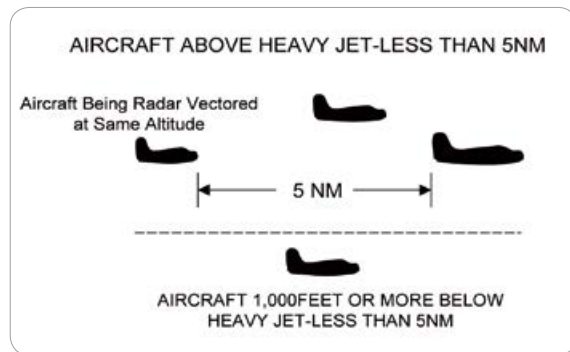 AIRCRAFT ABOVE HEAVY JET-LESS THAN 5NM
Aircraft Being Radar Vectored
at Same Altitude
5 NM
AIRCRAFT 1,000FEET OR MORE BELOW
HEAVY JET-LESS THAN 5NM